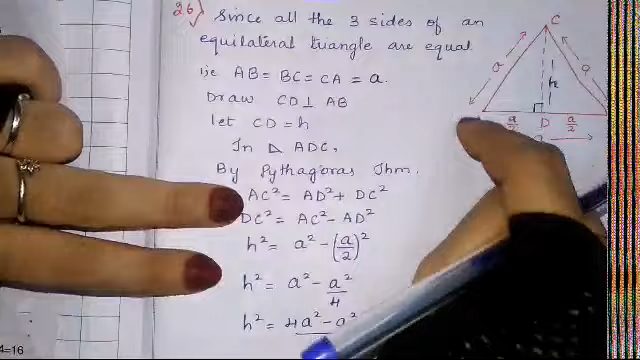 26)
Since all the 3 sides of an
equilateral triangle are equal
i;e AB = BC = CA = a.
Draw CD ⊥ AB
let CD = h
In △ ADC,
By Pythagoras Thm.
AC² = AD² + DC²
DC² = AC² - AD²
h² = a² - (a/2)²
h² = a² - a²/4
h² = 4a² - a²
C
a
a
h
a/2
D
a/2
4=16